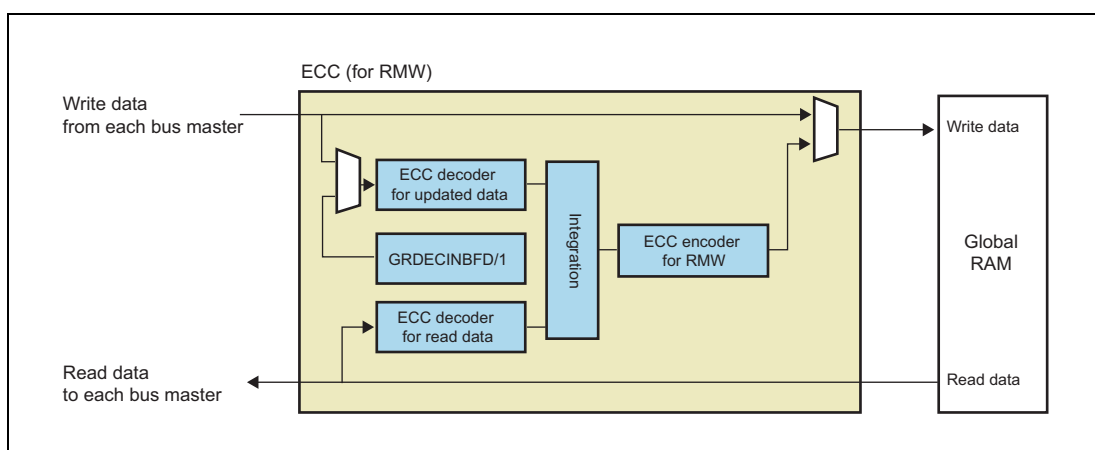 ECC (for RMW)
Write data
from each bus master
Write data
ECC decoder
for updated data
Integration
ECC encoder
for RMW
GRDECINBFD/1
Global
RAM
ECC decoder
for read data
Read data
to each bus master
Read data